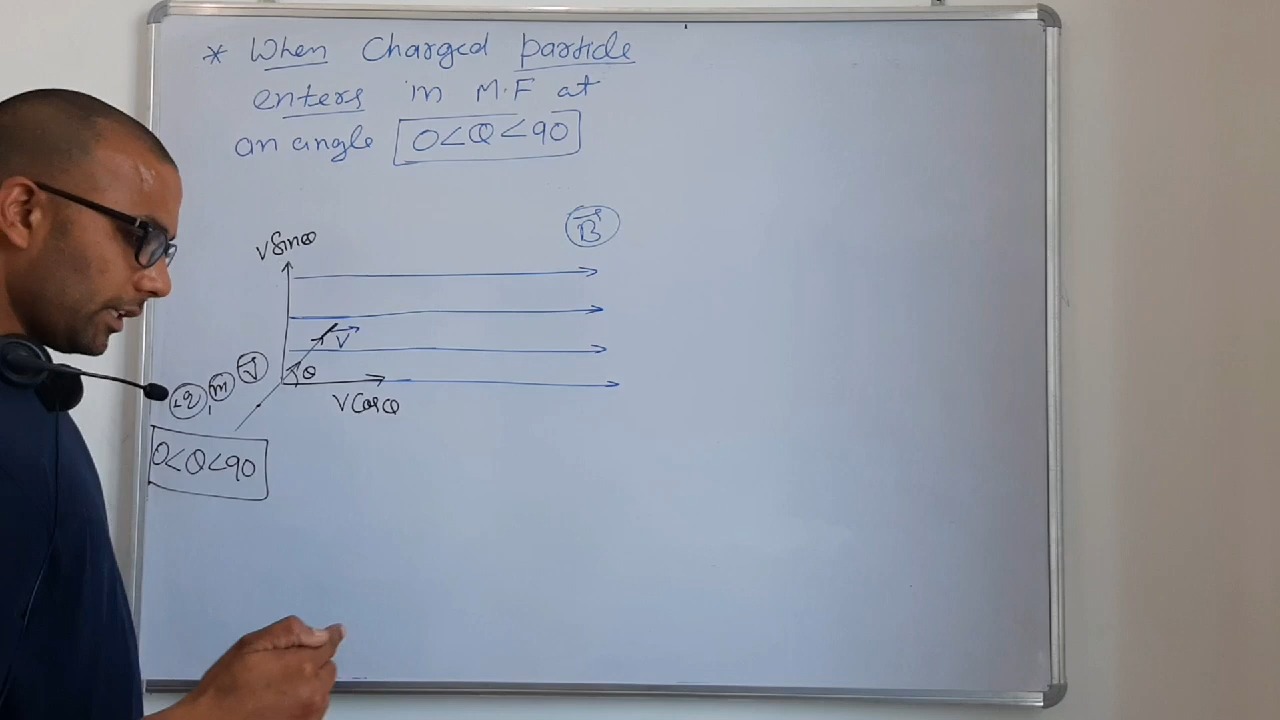 * When Charged particle
enters in M.F at
an angle 0<θ<90
B⃗
V Sinθ
V⃗
θ
+q, m, V⃗
V Cosθ
0<θ<90